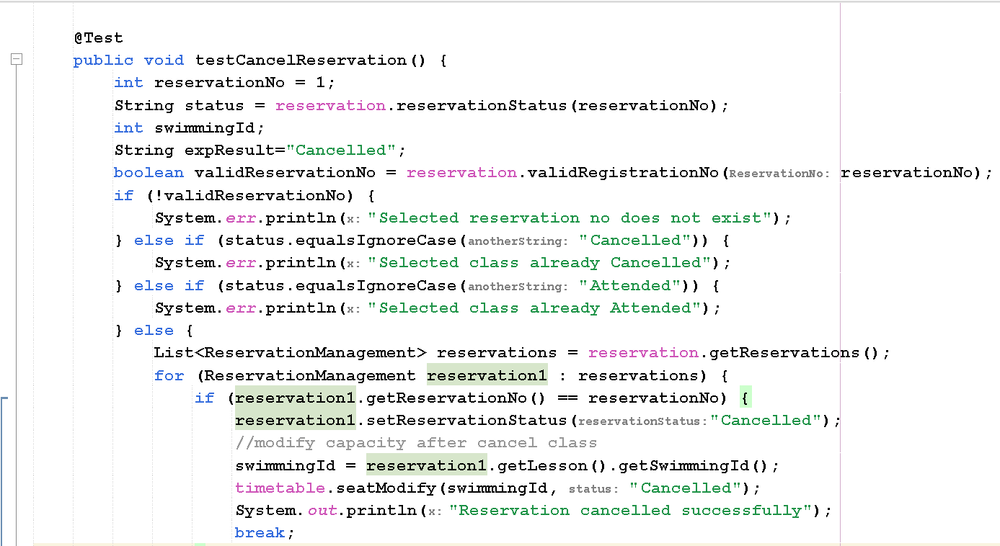 @Test
public void testCancelReservation() {
int reservationNo = 1;
String status = reservation.reservationStatus(reservationNo);
int swimmingId;
String expResult="Cancelled";
boolean validReservationNo = reservation.validRegistrationNo(ReservationNo: reservationNo);
if (!validReservationNo) {
System.err.println(x: "Selected reservation no does not exist");
} else if (status.equalsIgnoreCase(anotherString: "Cancelled")) {
System.err.println(x: "Selected class already Cancelled");
} else if (status.equalsIgnoreCase(anotherString: "Attended")) {
System.err.println(x: "Selected class already Attended");
} else {
List<ReservationManagement> reservations = reservation.getReservations();
for (ReservationManagement reservation1 : reservations) {
if (reservation1.getReservationNo() == reservationNo) {
reservation1.setReservationStatus(reservationStatus: "Cancelled");
//modify capacity after cancel class
swimmingId = reservation1.getLesson().getSwimmingId();
timetable.seatModify(swimmingId, status: "Cancelled");
System.out.println(x: "Reservation cancelled successfully");
break;